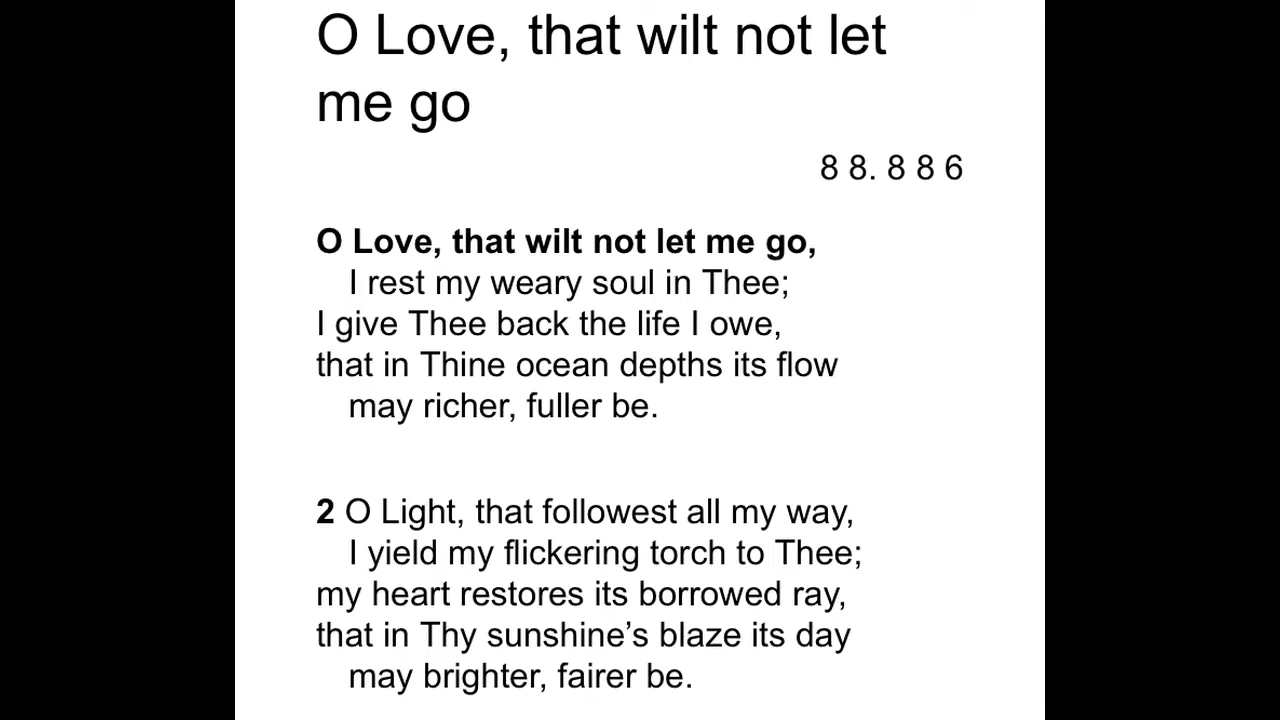 O Love, that wilt not let
me go
8 8. 8 8 6
O Love, that wilt not let me go,
I rest my weary soul in Thee;
I give Thee back the life I owe,
that in Thine ocean depths its flow
may richer, fuller be.
2 O Light, that followest all my way,
I yield my flickering torch to Thee;
my heart restores its borrowed ray,
that in Thy sunshine’s blaze its day
may brighter, fairer be.